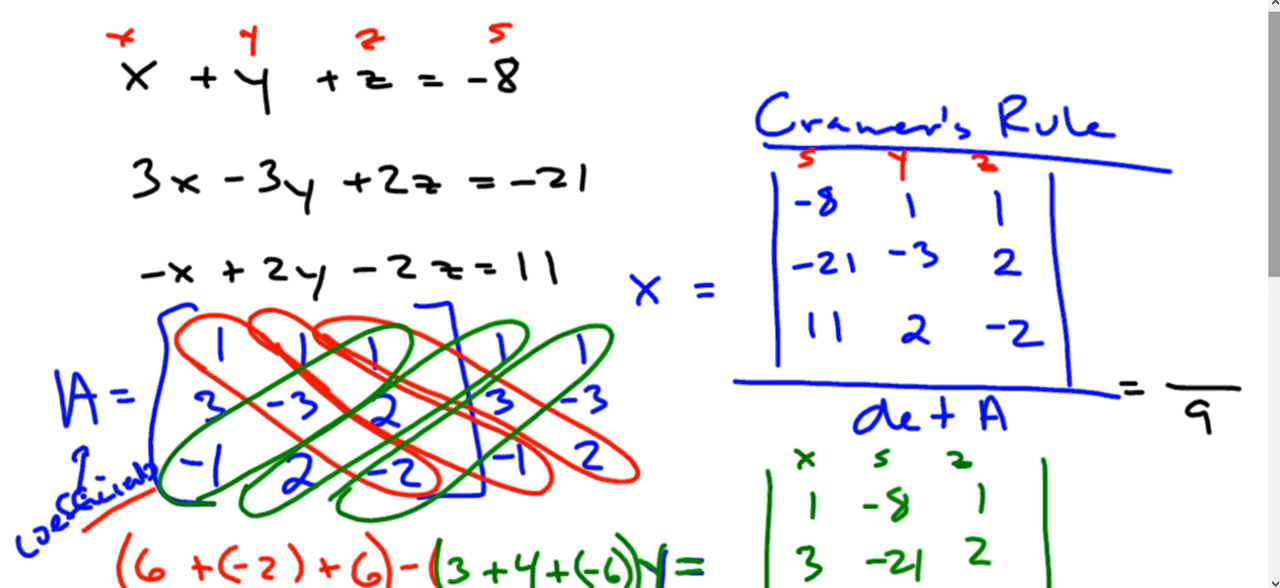 x y z s
x + y + z = -8
3x - 3y + 2z = -21
-x + 2y - 2z = 11
A =
1 1 1 1 1
3 -3 2 3 -3
-1 2 -2 -1 2
(6 + (-2) + 6) - (3 + 4 + (-6))
Cramer's Rule
s y z
-8 1 1
-21 -3 2
x =
11 2 -2
det A
= 9
x s z
1 -8 1
y =
3 -21 2